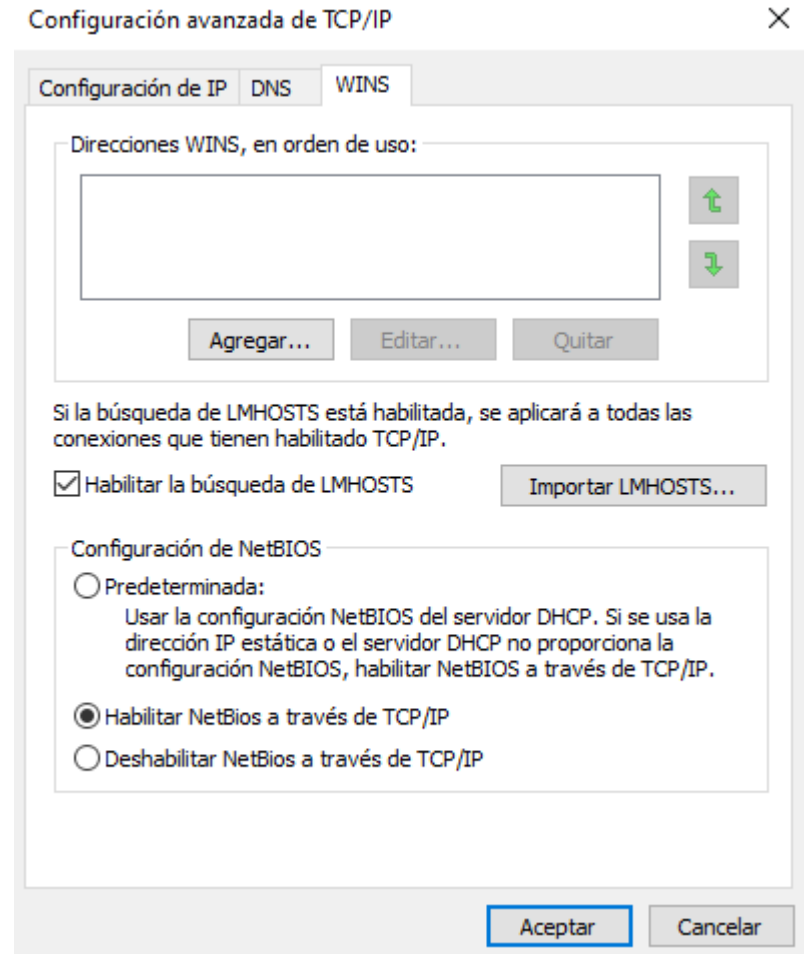 Configuración avanzada de TCP/IP
Configuración de IP DNS WINS
Direcciones WINS, en orden de uso:
Agregar... Editar... Quitar
Si la búsqueda de LMHOSTS está habilitada, se aplicará a todas las
conexiones que tienen habilitado TCP/IP.
Habilitar la búsqueda de LMHOSTS Importar LMHOSTS...
Configuración de NetBIOS
Predeterminada:
Usar la configuración NetBIOS del servidor DHCP. Si se usa la
dirección IP estática o el servidor DHCP no proporciona la
configuración NetBIOS, habilitar NetBIOS a través de TCP/IP.
Habilitar NetBios a través de TCP/IP
Deshabilitar NetBios a través de TCP/IP
Aceptar Cancelar